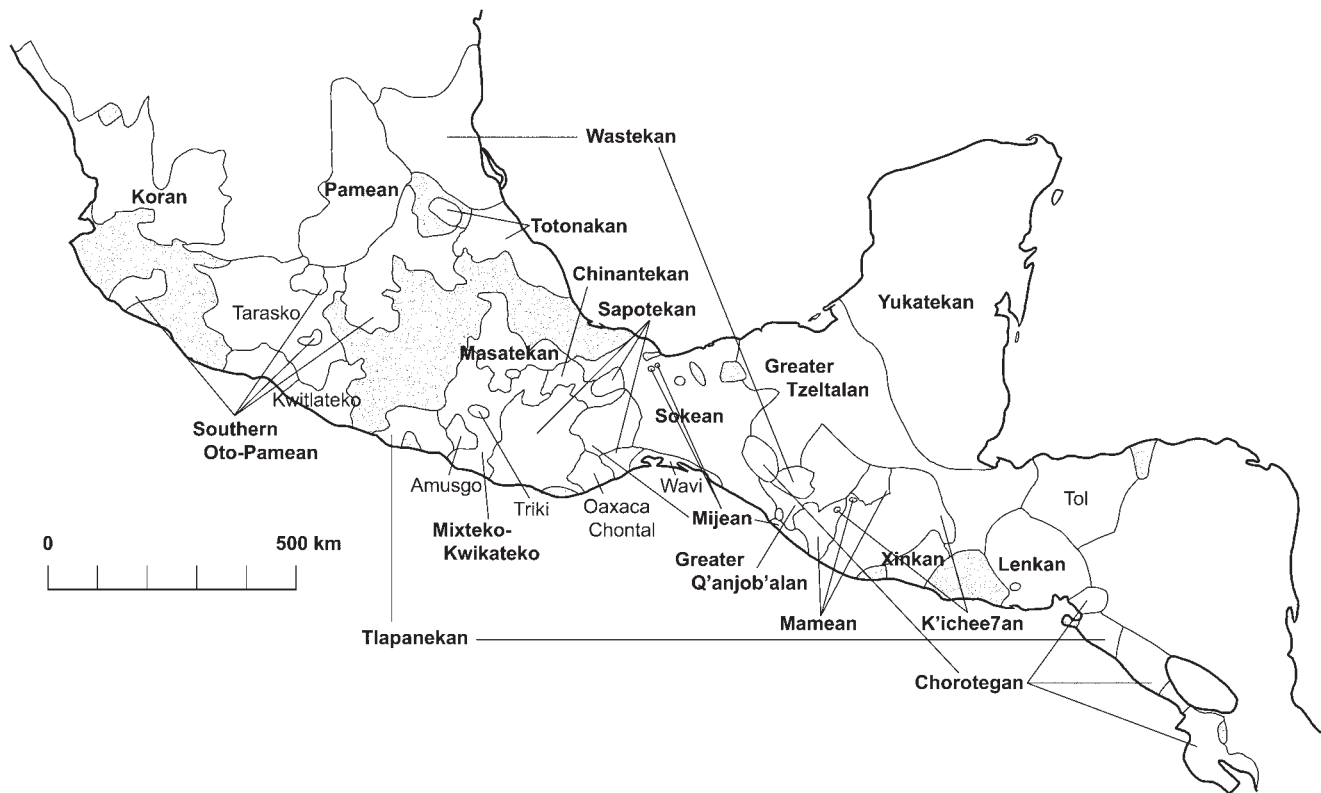 Wastekan
Koran
Pamean
Totonakan
Chinantekan
Sapotekan
Yukatekan
Tarasko
Masatekan
Greater
Tzeltalan
Kwitlateko
Sokean
Southern
Oto-Pamean
Amusgo
Triki
Oaxaca
Chontal
Wavi
Tol
Mixteko-
Kwikateko
Mijean
Greater
Q'anjob'alan
Xinkan
Lenkan
0
500 km
Mamean
K'ichee7an
Tlapanekan
Chorotegan